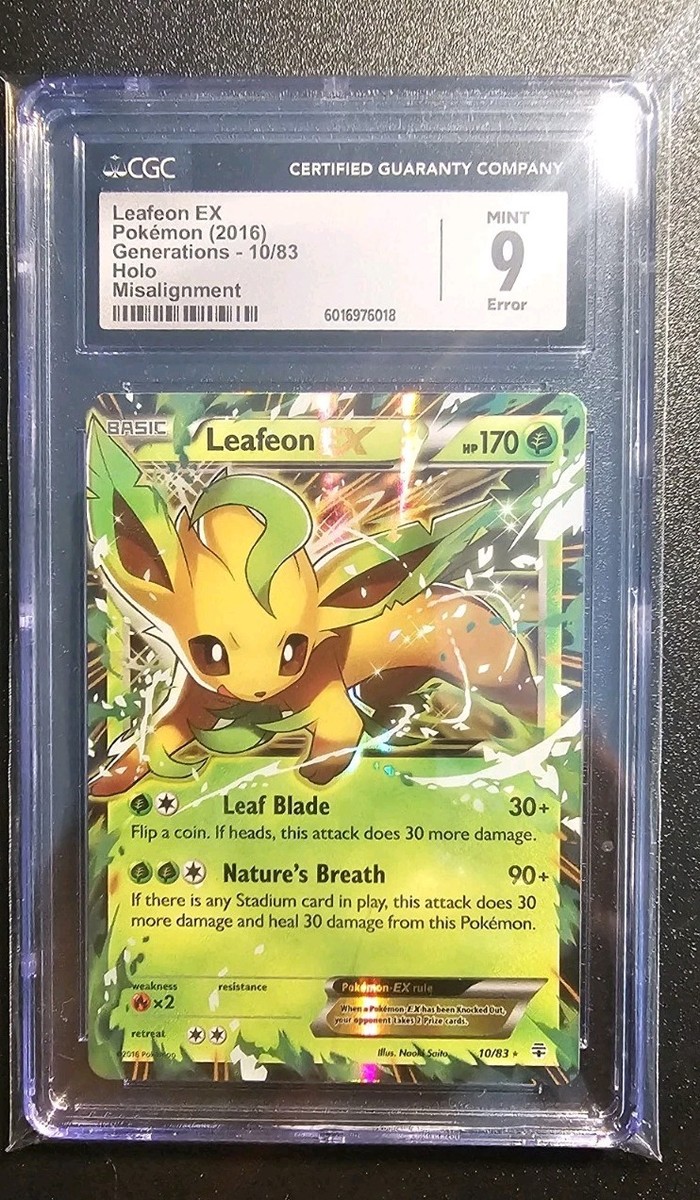 CGC
CERTIFIED GUARANTY COMPANY
Leafeon EX
Pokémon (2016)
Generations - 10/83
Holo
Misalignment
6016976018
MINT
9
Error
BASIC
Leafeon EX
HP170
Leaf Blade 30+
Flip a coin. If heads, this attack does 30 more damage.
Nature's Breath 90+
If there is any Stadium card in play, this attack does 30
more damage and heal 30 damage from this Pokémon.
weakness resistance
×2
Pokémon-EX rule
When a Pokémon-EX has been Knocked Out,
your opponent takes 2 Prize cards.
retreat
©2016 Pokémon
Illus. Naoki Saito
10/83